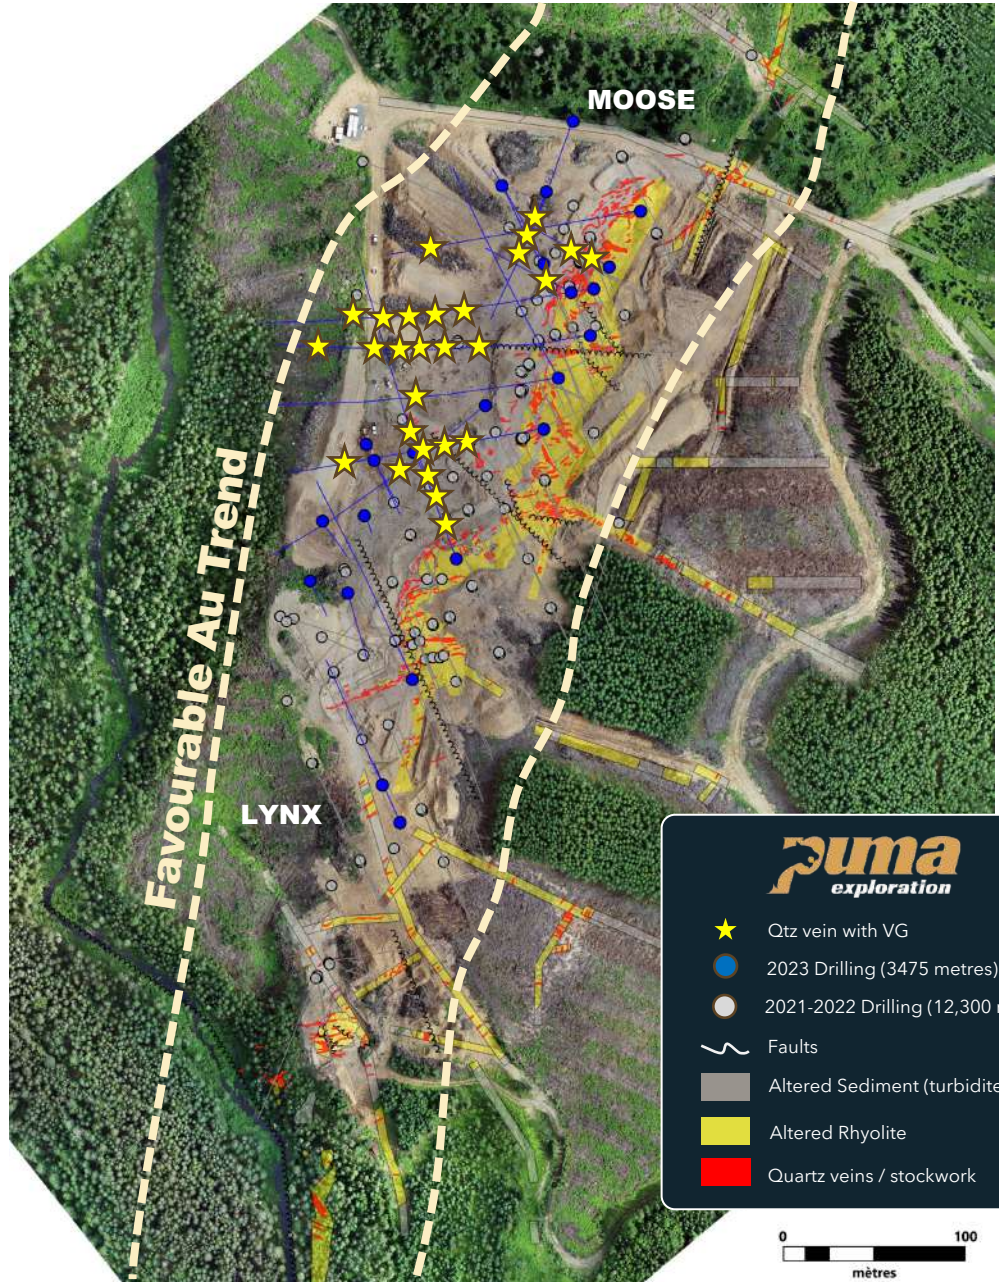 MOOSE
Favourable Au Trend
LYNX
puma
exploration
Qtz vein with VG
2023 Drilling (3475 metres)
2021-2022 Drilling (12,300
Faults
Altered Sediment (turbidite
Altered Rhyolite
Quartz veins / stockwork
0 100
mètres